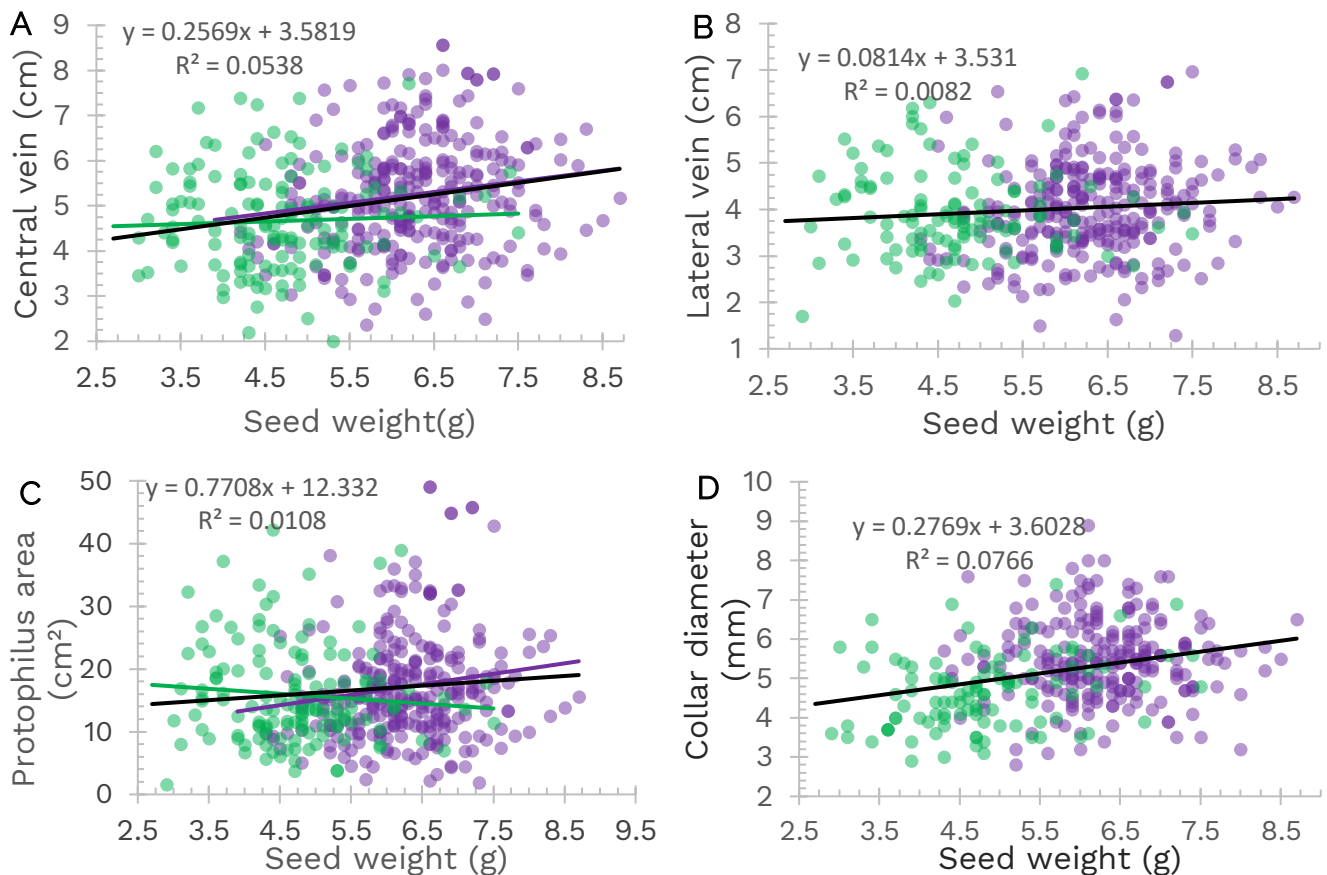 A
y = 0.2569x + 3.5819
R² = 0.0538
Central vein (cm)
9
8
7
6
5
4
3
2
2.5 3.5 4.5 5.5 6.5 7.5 8.5
Seed weight(g)
B
y = 0.0814x + 3.531
R² = 0.0082
Lateral vein (cm)
8
7
6
5
4
3
2
1
2.5 3.5 4.5 5.5 6.5 7.5 8.5
Seed weight (g)
C
y = 0.7708x + 12.332
R² = 0.0108
Protophilus area
(cm²)
50
40
30
20
10
0
2.5 3.5 4.5 5.5 6.5 7.5 8.5 9.5
Seed weight (g)
D
y = 0.2769x + 3.6028
R² = 0.0766
Collar diameter
(mm)
10
9
8
7
6
5
4
3
2
2.5 3.5 4.5 5.5 6.5 7.5 8.5
Seed weight (g)